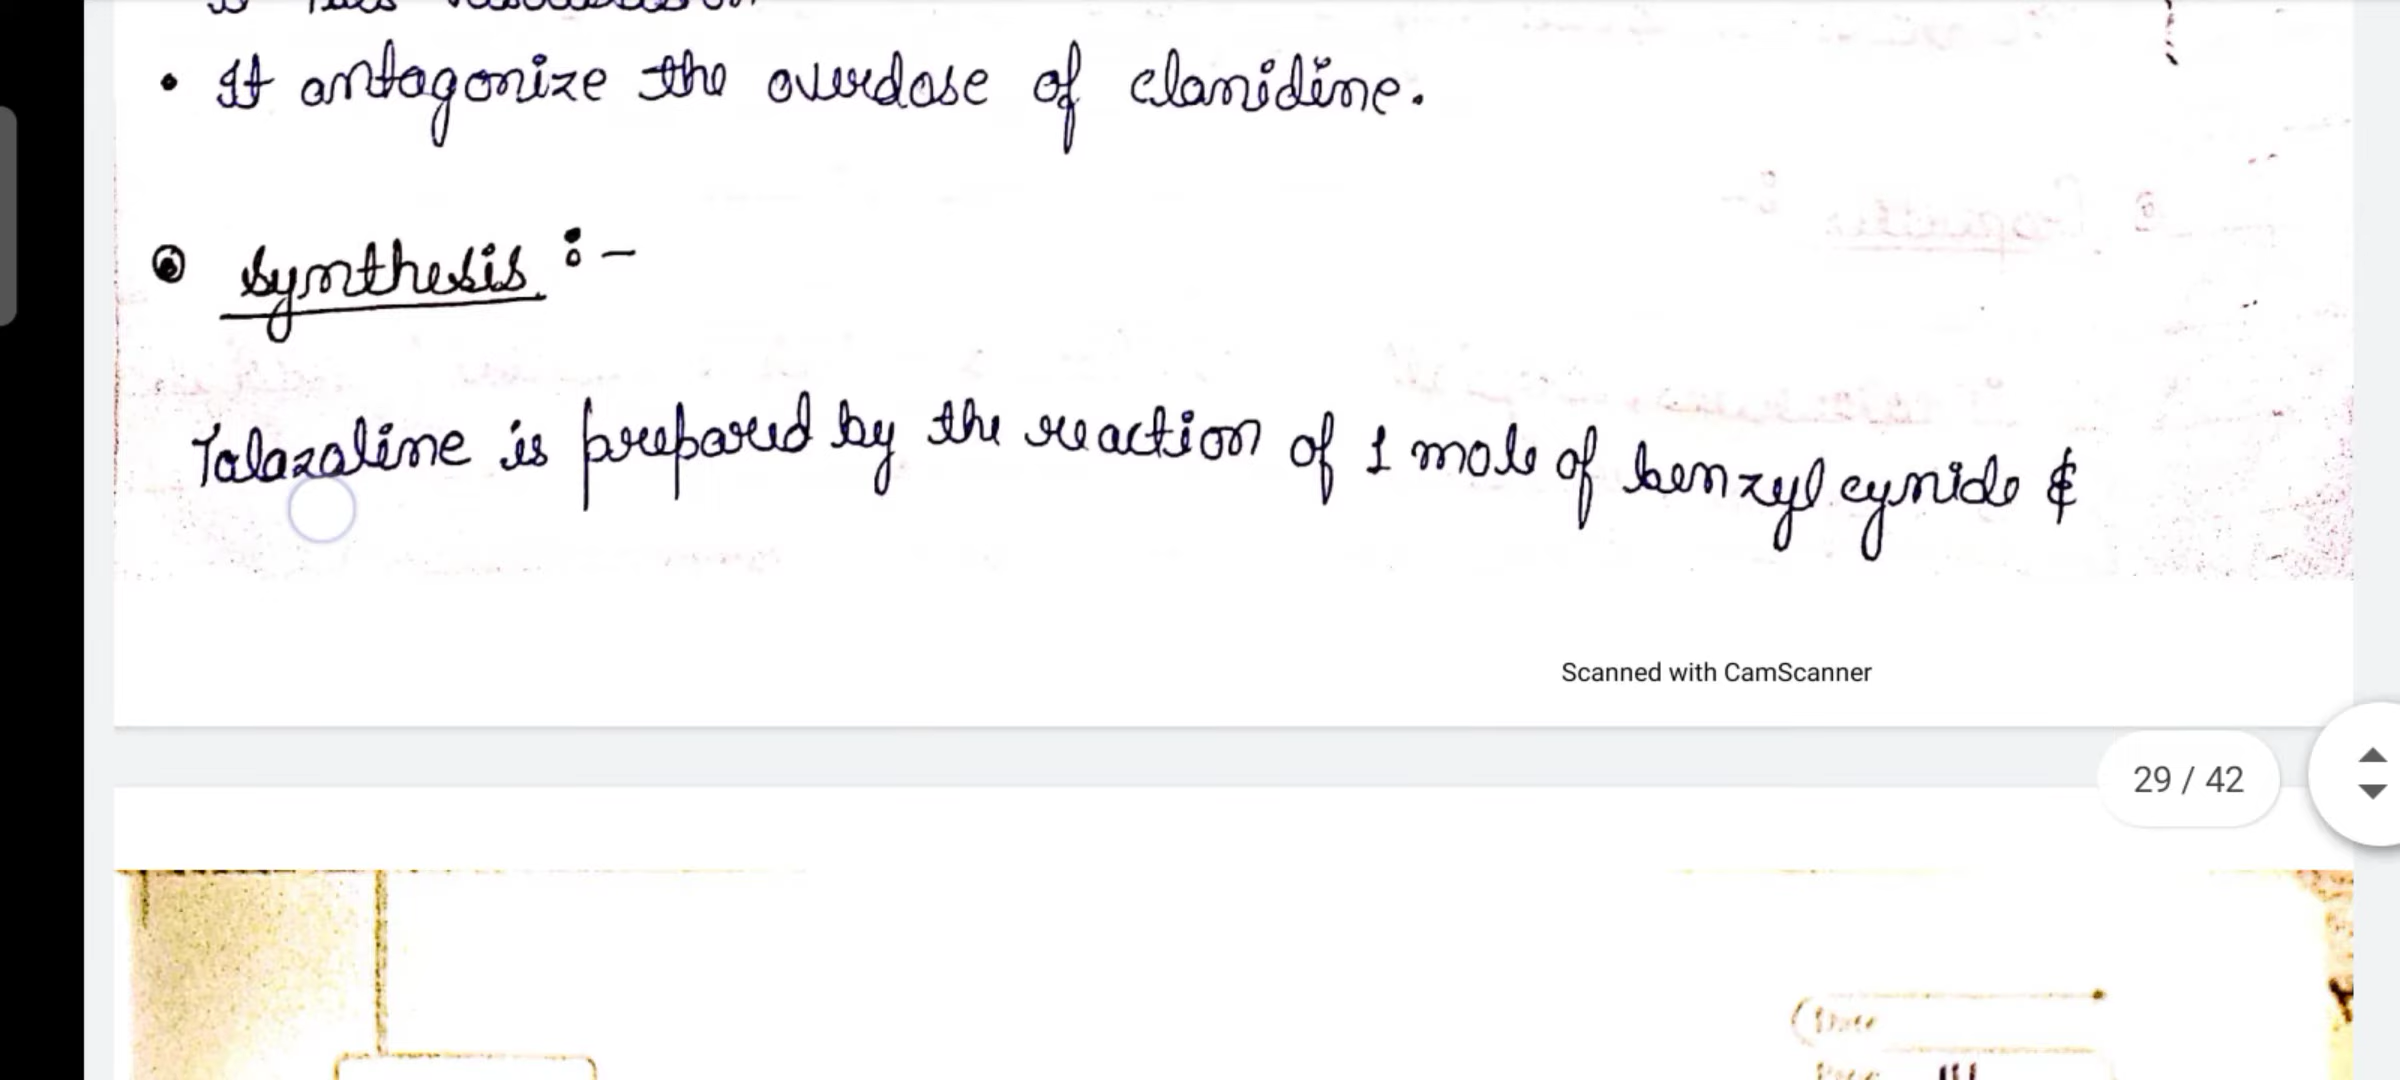 • It antagonize the overdose of clonidine.
Synthesis :-
Tolazoline is prepared by the reaction of 1 mole of benzyl cynide &
Scanned with CamScanner
29 / 42